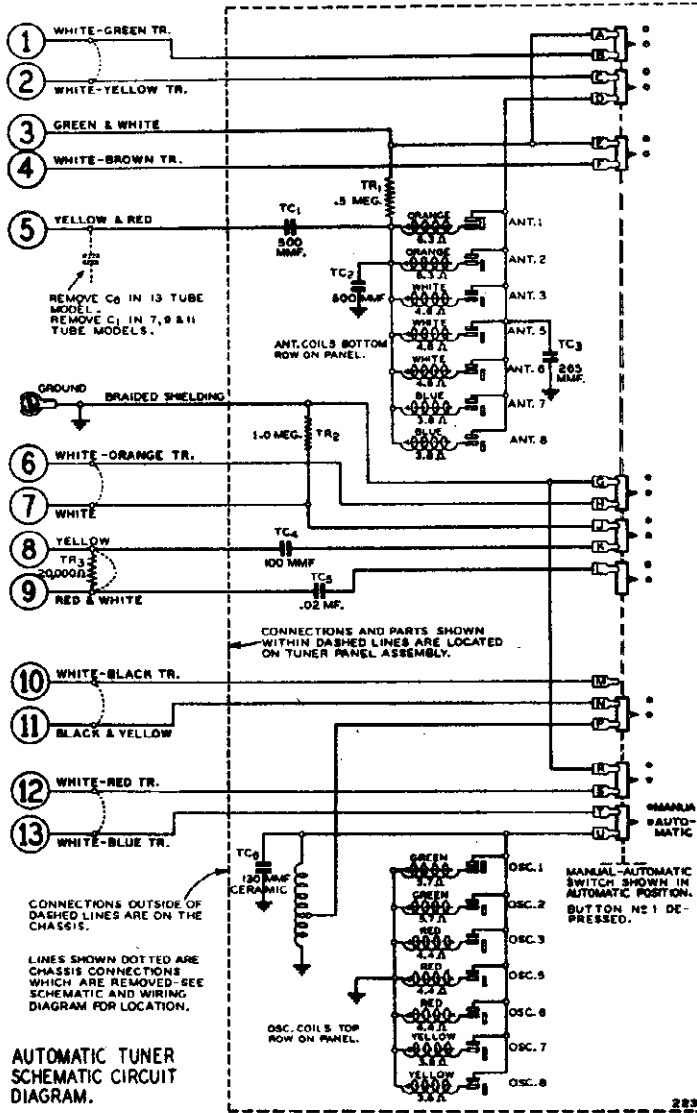 1 WHITE-GREEN TR.
2 WHITE-YELLOW TR.
3 GREEN & WHITE
4 WHITE-BROWN TR.
5 YELLOW & RED
REMOVE C6 IN 13 TUBE
MODEL.
REMOVE C1 IN 7, 9 & 11
TUBE MODELS.
TR1
.5 MEG.
TC1
500
MMF.
TC2
800 MMF
ANT. COILS BOTTOM
ROW ON PANEL.
ORANGE
6.3 Ω
ANT. 1
ORANGE
6.3 Ω
ANT. 2
WHITE
4.8 Ω
ANT. 3
WHITE
4.8 Ω
ANT. 5
WHITE
4.8 Ω
ANT. 6
BLUE
3.8 Ω
ANT. 7
BLUE
3.8 Ω
ANT. 8
TC3
265
MMF.
A
B
C
D
E
F
GROUND
BRAIDED SHIELDING
1.0 MEG. TR2
6 WHITE-ORANGE TR.
7 WHITE
8 YELLOW
TR3
20,000Ω
9 RED & WHITE
TC4
100 MMF
TC5
.02 MF.
G
H
J
K
L
CONNECTIONS AND PARTS SHOWN
WITHIN DASHED LINES ARE LOCATED
ON TUNER PANEL ASSEMBLY.
10 WHITE-BLACK TR.
11 BLACK & YELLOW
12 WHITE-RED TR.
13 WHITE-BLUE TR.
M
N
P
R
S
T
U
MANUA
AUTO-
MATIC
TC6
130 MMF
CERAMIC
GREEN
5.7 Ω
OSC. 1
GREEN
5.7 Ω
OSC. 2
RED
4.4 Ω
OSC. 3
RED
4.4 Ω
OSC. 5
RED
4.4 Ω
OSC. 6
YELLOW
3.6 Ω
OSC. 7
YELLOW
3.6 Ω
OSC. 8
MANUAL-AUTOMATIC
SWITCH SHOWN IN
AUTOMATIC POSITION.
BUTTON Nº 1 DE-
PRESSED.
CONNECTIONS OUTSIDE OF
DASHED LINES ARE ON THE
CHASSIS.
LINES SHOWN DOTTED ARE
CHASSIS CONNECTIONS
WHICH ARE REMOVED-SEE
SCHEMATIC AND WIRING
DIAGRAM FOR LOCATION.
OSC. COILS TOP
ROW ON PANEL.
AUTOMATIC TUNER
SCHEMATIC CIRCUIT
DIAGRAM.
223